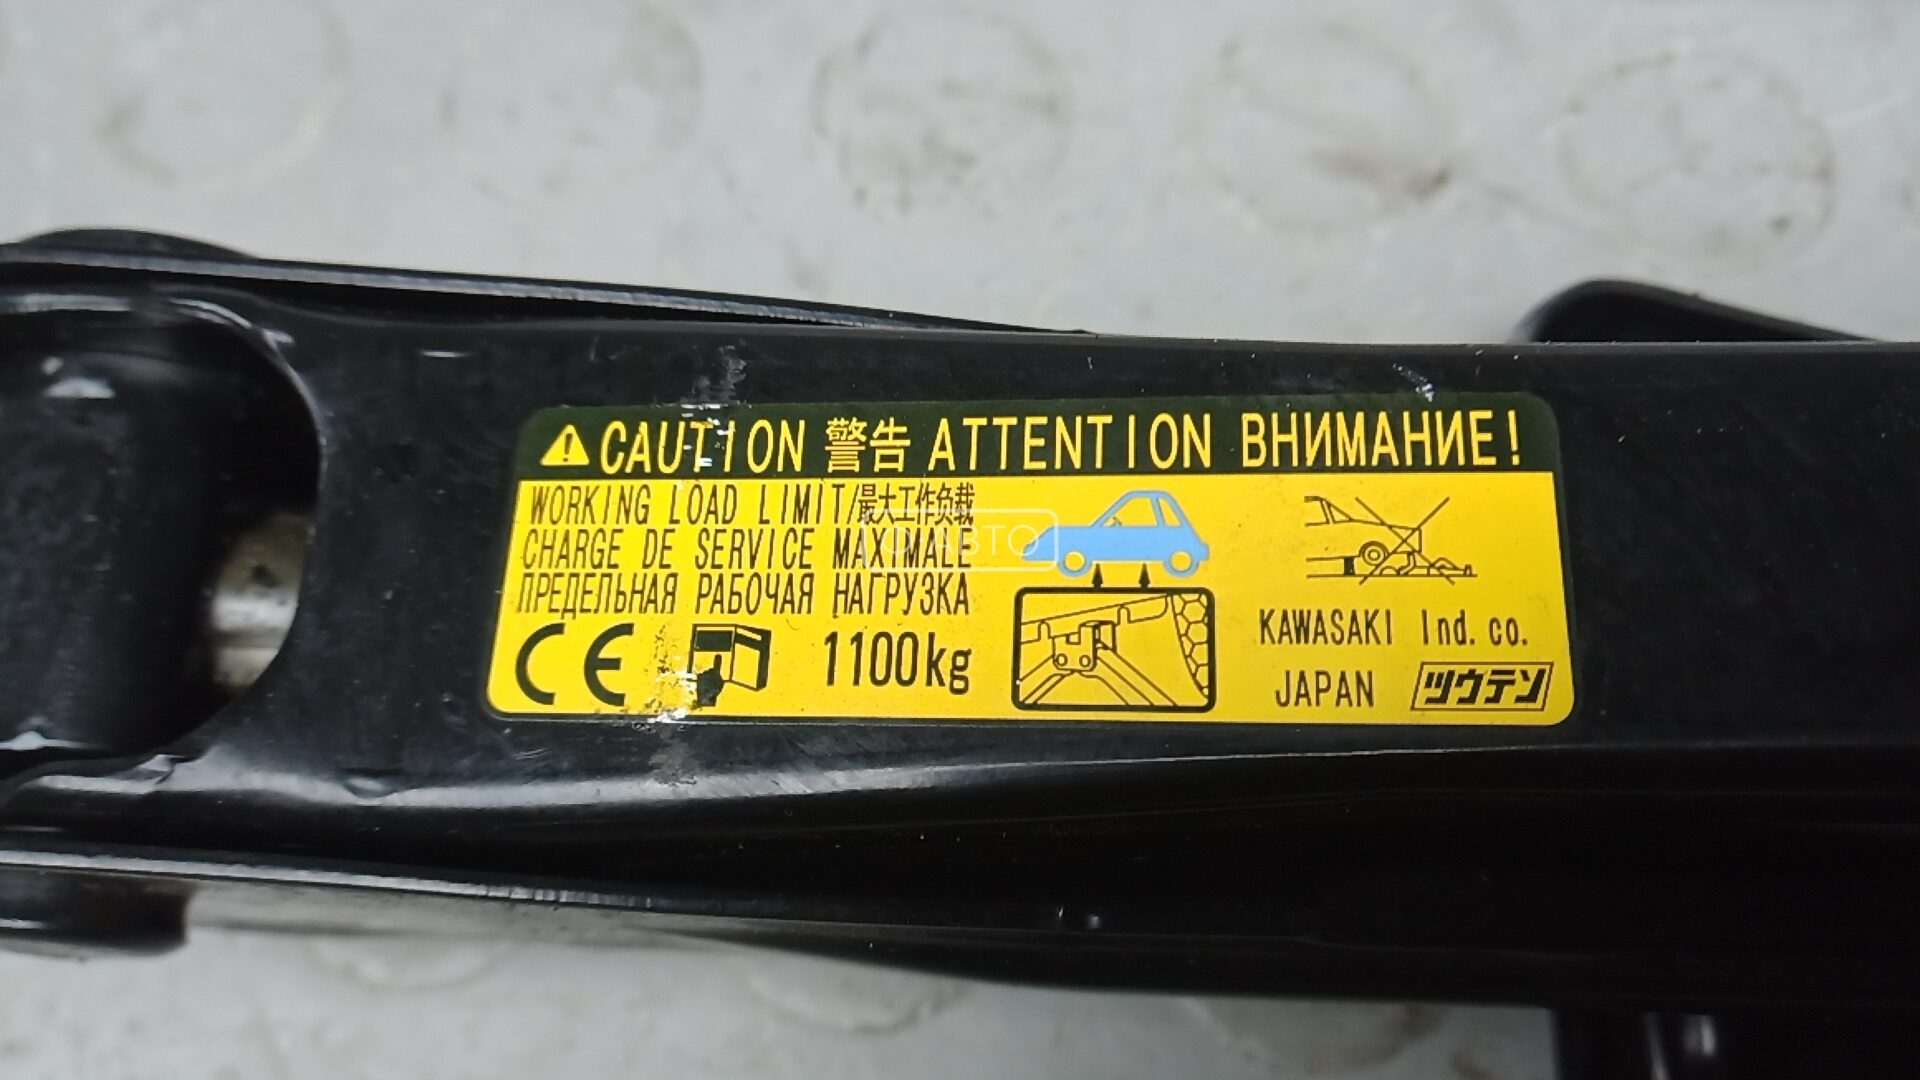 CAUTION 警告 ATTENTION ВНИМАНИЕ!
WORKING LOAD LIMIT/最大工作负载
CHARGE DE SERVICE MAXIMALE
ПРЕДЕЛЬНАЯ РАБОЧАЯ НАГРУЗКА
CE 1100kg
KAWASAKI Ind. co.
JAPAN ツウテン
АВТО